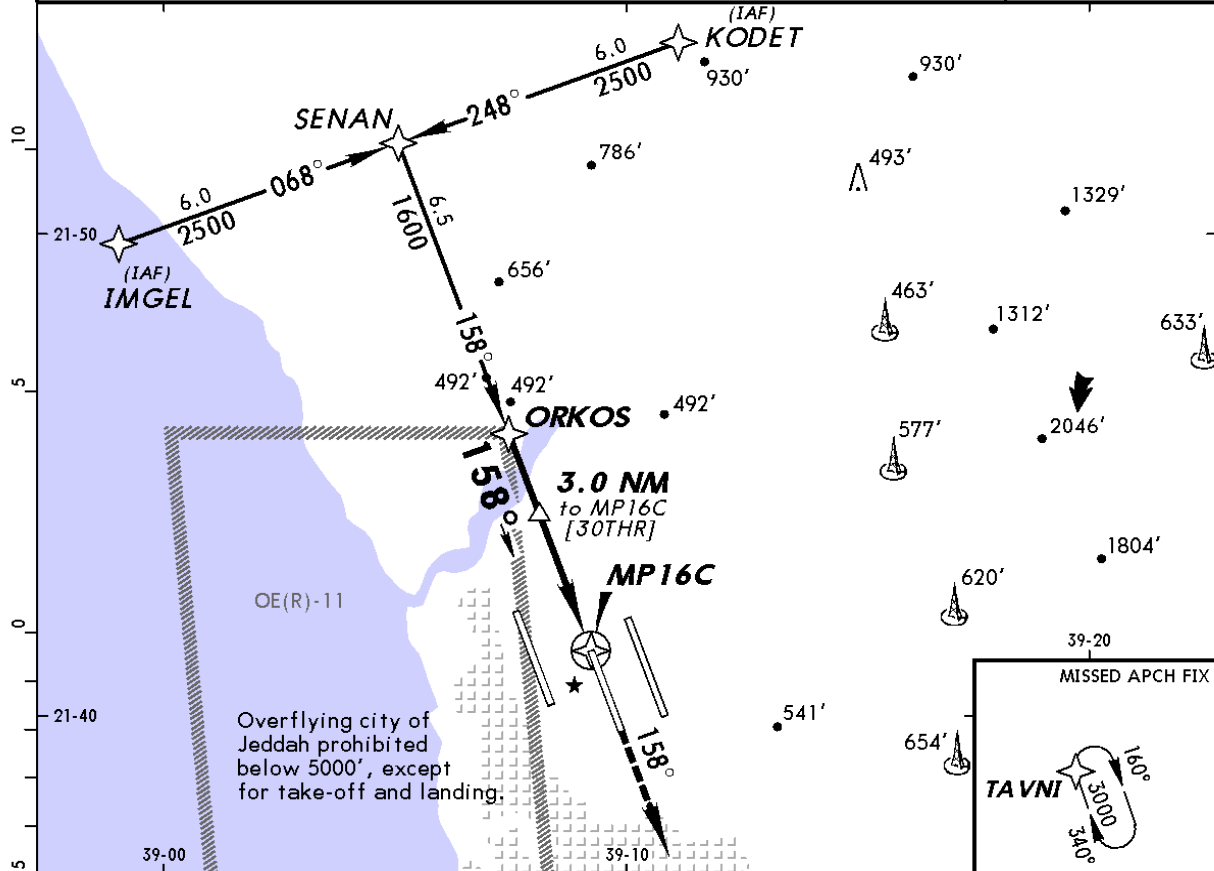 (IAF)
KODET
6.0
2500
248°
930'
930'
SENAN
786'
493'
10
6.0
068°
2500
6.5
1600
1329'
21-50
(IAF)
IMGEL
656'
463'
1312'
633'
158°
5
492'
492'
492'
ORKOS
2046'
577'
158°
3.0 NM
to MP16C
[30THR]
1804'
MP16C
620'
OE(R)-11
0
39-20
MISSED APCH FIX
21-40
Overflying city of
Jeddah prohibited
below 5000', except
for take-off and landing.
541'
158°
654'
160°
TAVNI
3000
340°
5
39-00
39-10